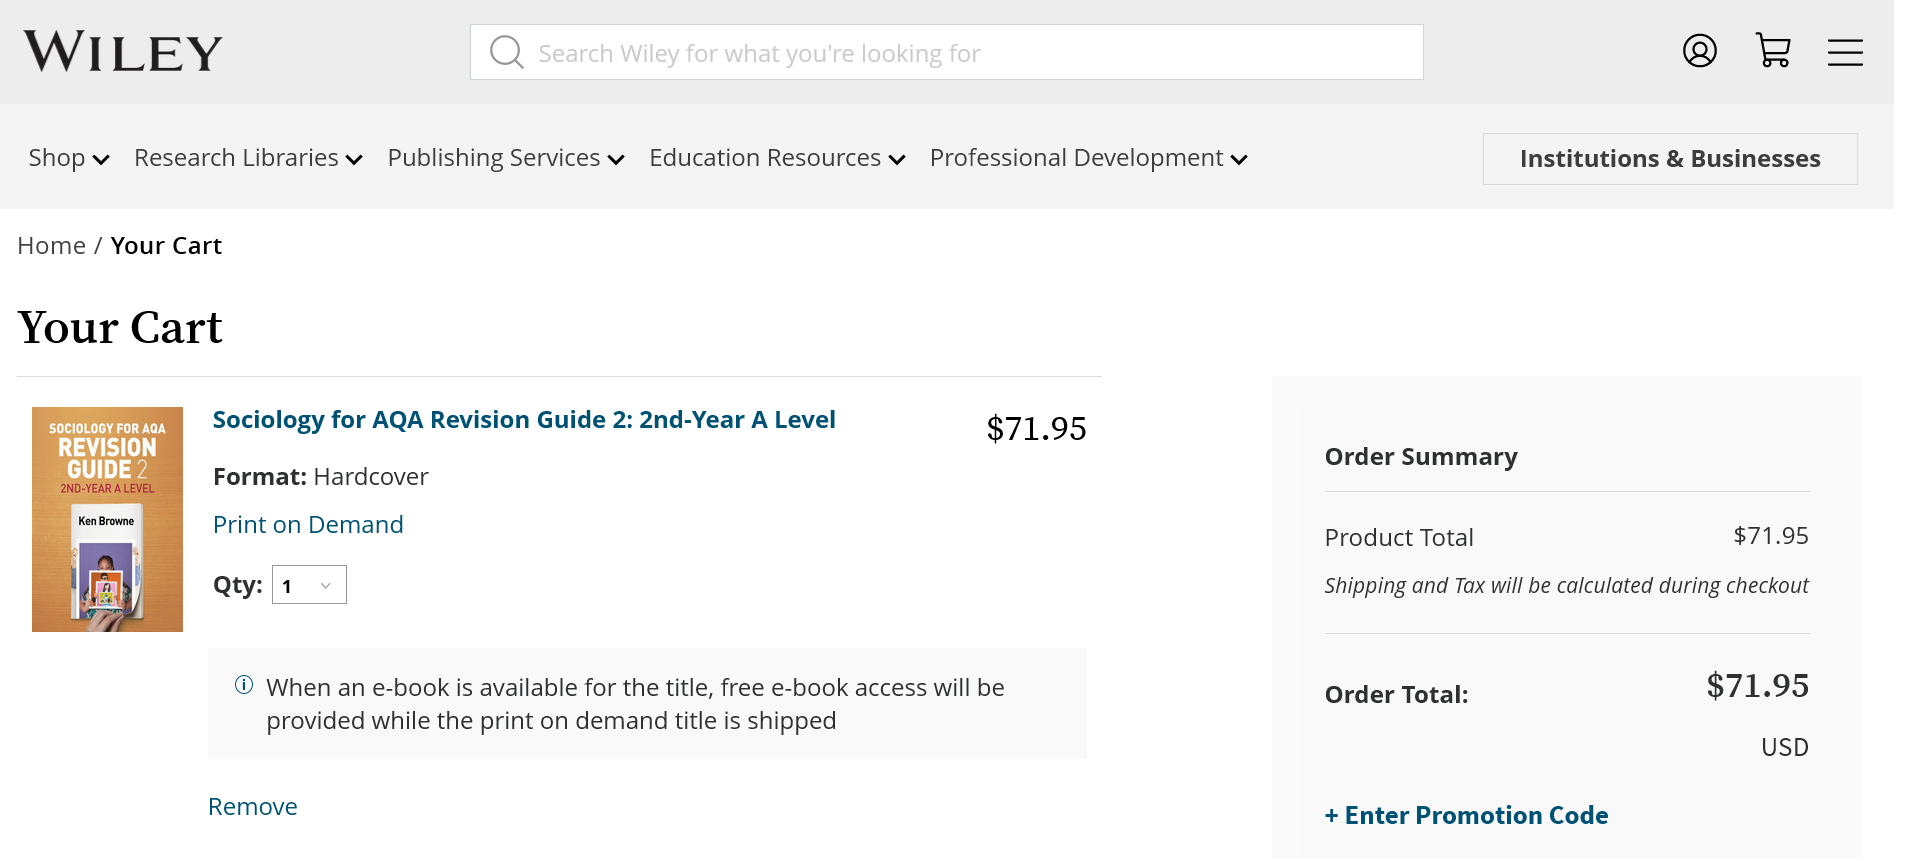 WILEY
Search Wiley for what you're looking for
Shop
Research Libraries
Publishing Services
Education Resources
Professional Development
Institutions & Businesses
Home / Your Cart
Your Cart
SOCIOLOGY FOR AQA
REVISION
GUIDE 2
2ND-YEAR A LEVEL
Ken Browne
Sociology for AQA Revision Guide 2: 2nd-Year A Level
$71.95
Format: Hardcover
Print on Demand
Qty: 1
When an e-book is available for the title, free e-book access will be
provided while the print on demand title is shipped
Remove
Order Summary
Product Total $71.95
Shipping and Tax will be calculated during checkout
Order Total: $71.95
USD
+ Enter Promotion Code